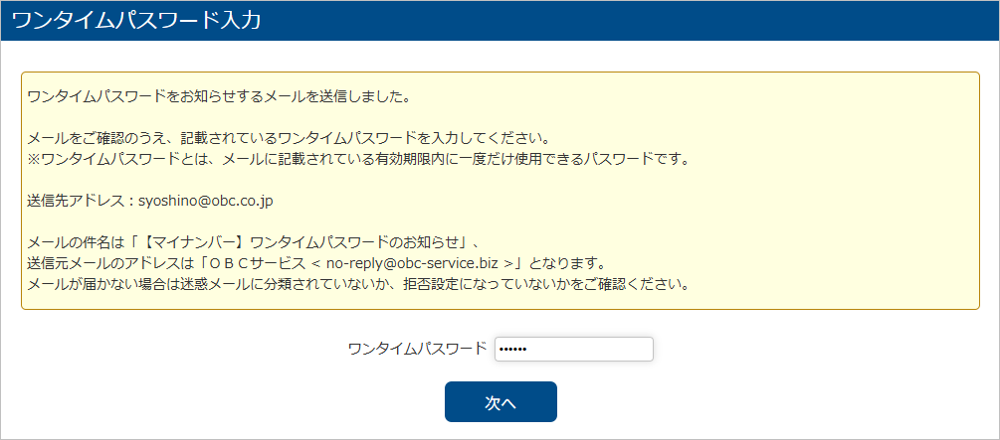 ワンタイムパスワード入力
ワンタイムパスワードをお知らせするメールを送信しました。
メールをご確認のうえ、記載されているワンタイムパスワードを入力してください。
※ワンタイムパスワードとは、メールに記載されている有効期限内に一度だけ使用できるパスワードです。
送信先アドレス：syoshino@obc.co.jp
メールの件名は「【マイナンバー】ワンタイムパスワードのお知らせ」、
送信元メールのアドレスは「ＯＢＣサービス < no-reply@obc-service.biz >」となります。
メールが届かない場合は迷惑メールに分類されていないか、拒否設定になっていないかをご確認ください。
ワンタイムパスワード ••••••
次へ